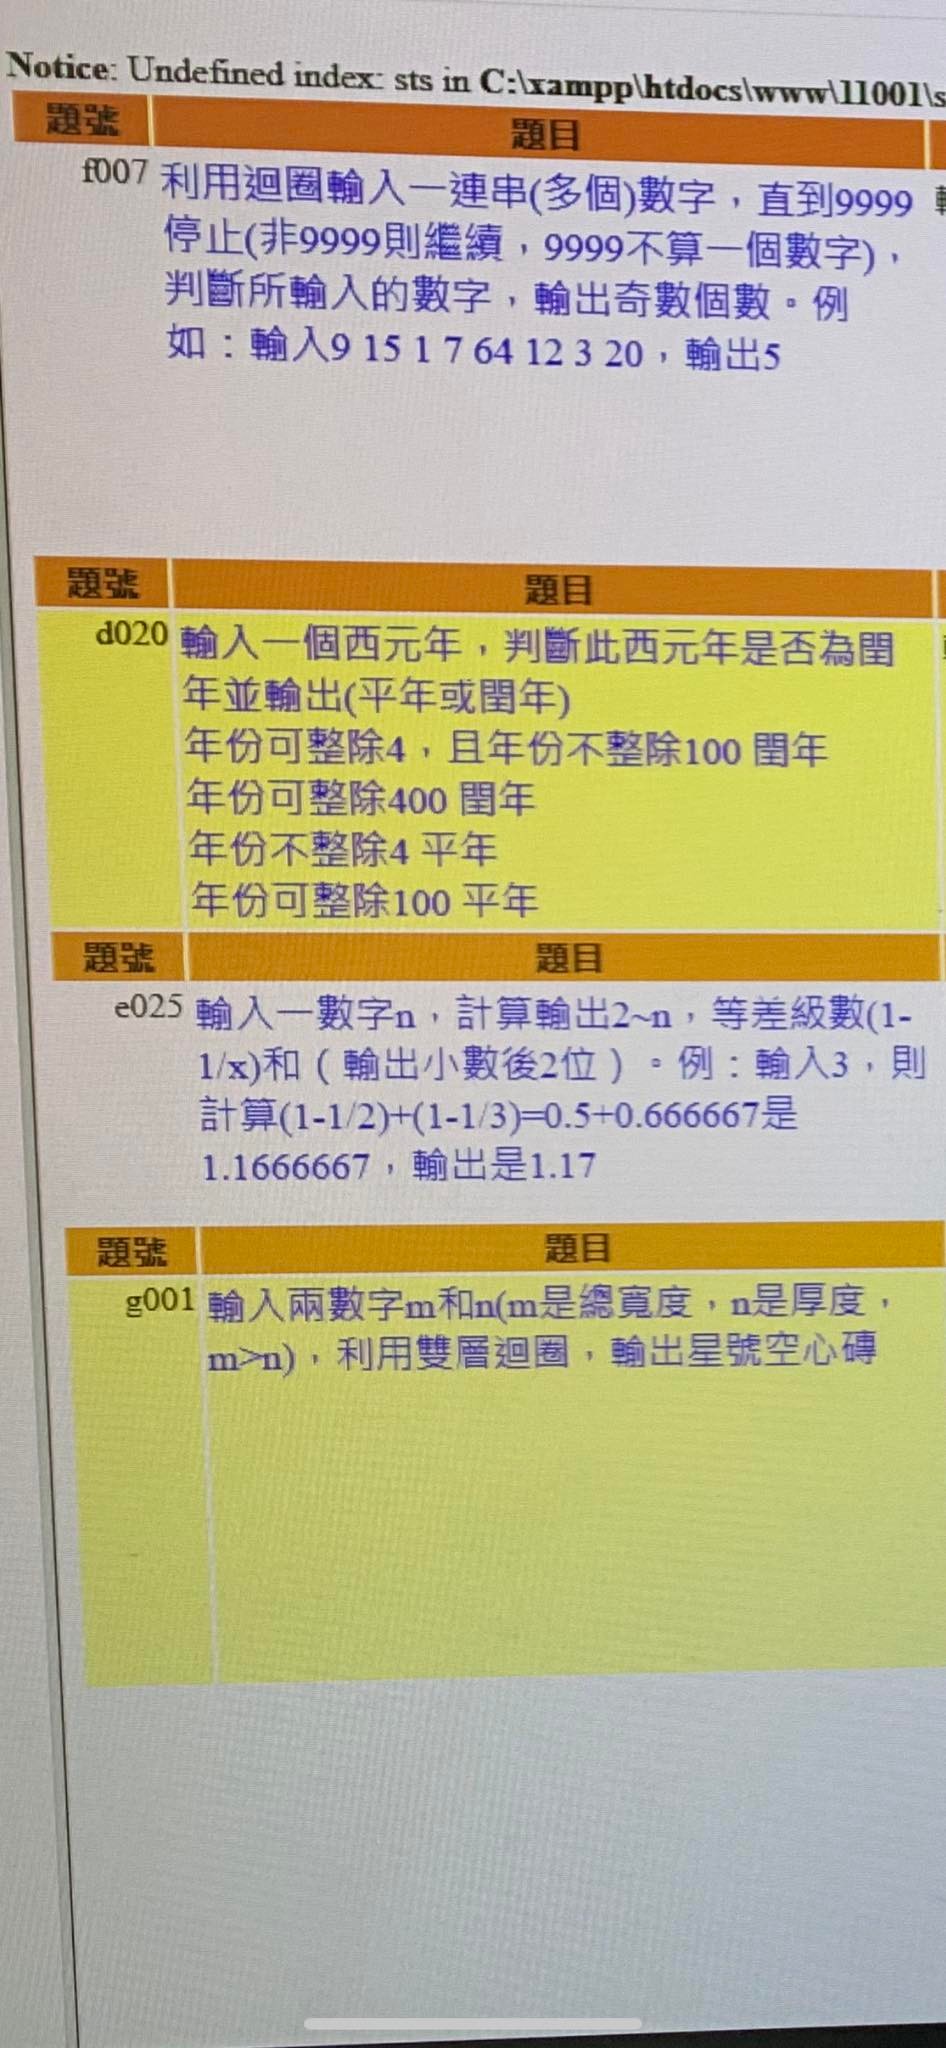 Notice: Undefined index: sts in C:\xampp\htdocs\www\11001\s
題號 題目
f007 利用迴圈輸入一連串(多個)數字，直到9999
停止(非9999則繼續，9999不算一個數字)，
判斷所輸入的數字，輸出奇數個數。例
如：輸入9 15 1 7 64 12 3 20，輸出5
題號 題目
d020 輸入一個西元年，判斷此西元年是否為閏
年並輸出(平年或閏年)
年份可整除4，且年份不整除100 閏年
年份可整除400 閏年
年份不整除4 平年
年份可整除100 平年
題號 題目
e025 輸入一數字n，計算輸出2~n，等差級數(1-
1/x)和（輸出小數後2位）。例：輸入3，則
計算(1-1/2)+(1-1/3)=0.5+0.666667是
1.1666667，輸出是1.17
題號 題目
g001 輸入兩數字m和n(m是總寬度，n是厚度，
m>n)，利用雙層迴圈，輸出星號空心磚